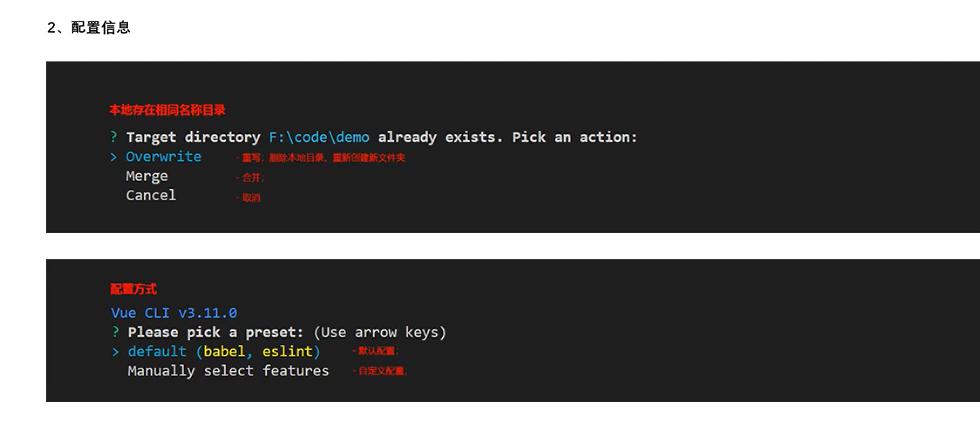 2、配置信息
本地存在相同名称目录
? Target directory F:\code\demo already exists. Pick an action:
> Overwrite - 重写；删除本地目录，重新创建新文件夹
Merge - 合并；
Cancel - 取消
配置方式
Vue CLI v3.11.0
? Please pick a preset: (Use arrow keys)
> default (babel, eslint) - 默认配置；
Manually select features - 自定义配置；